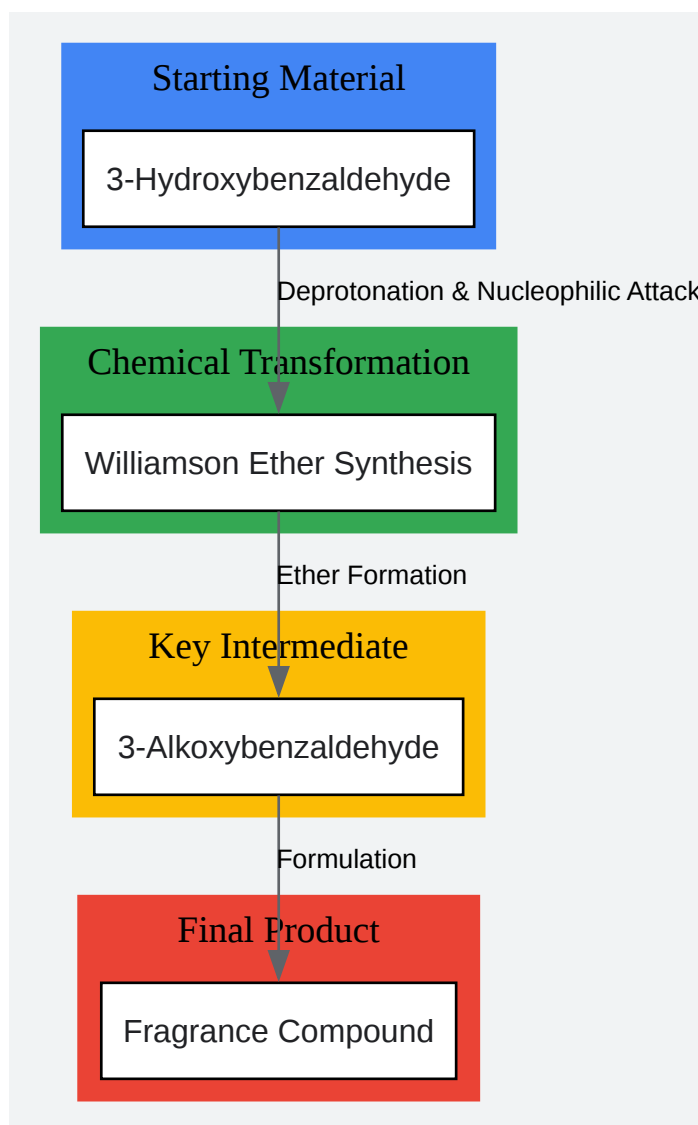 Starting Material
3-Hydroxybenzaldehyde
Deprotonation & Nucleophilic Attack
Chemical Transformation
Williamson Ether Synthesis
Ether Formation
Key Intermediate
3-Alkoxybenzaldehyde
Formulation
Final Product
Fragrance Compound